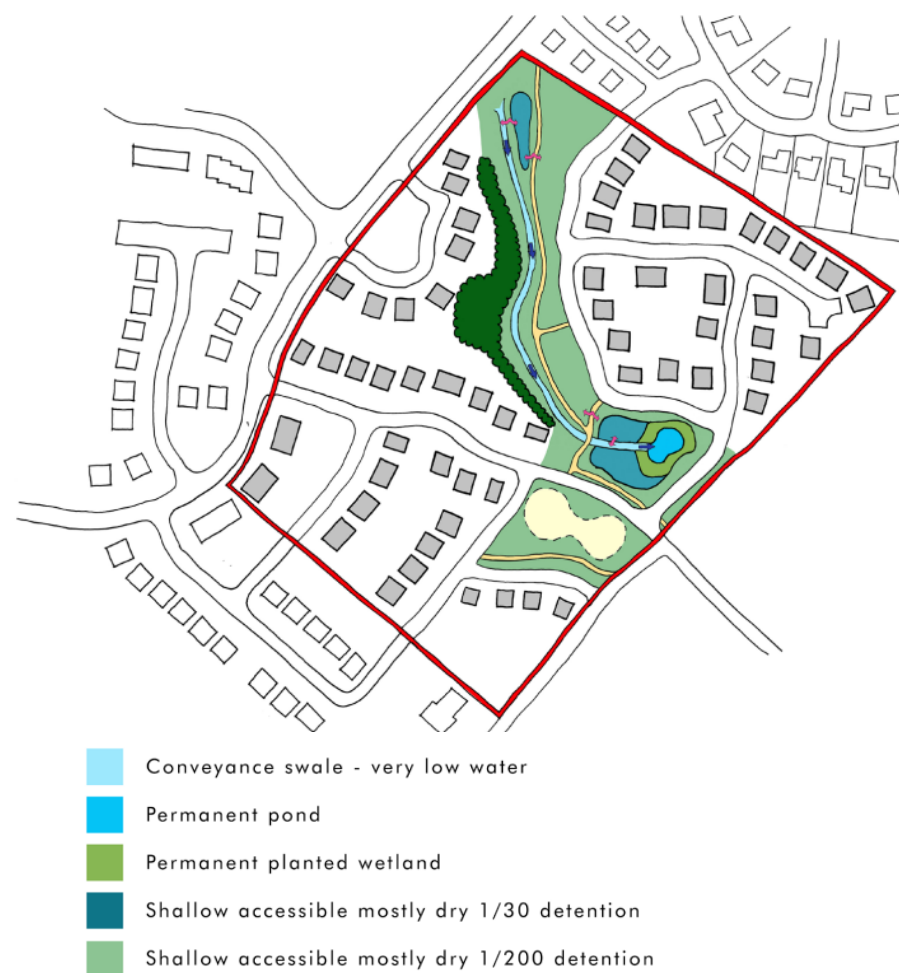 Conveyance swale - very low water
Permanent pond
Permanent planted wetland
Shallow accessible mostly dry 1/30 detention
Shallow accessible mostly dry 1/200 detention